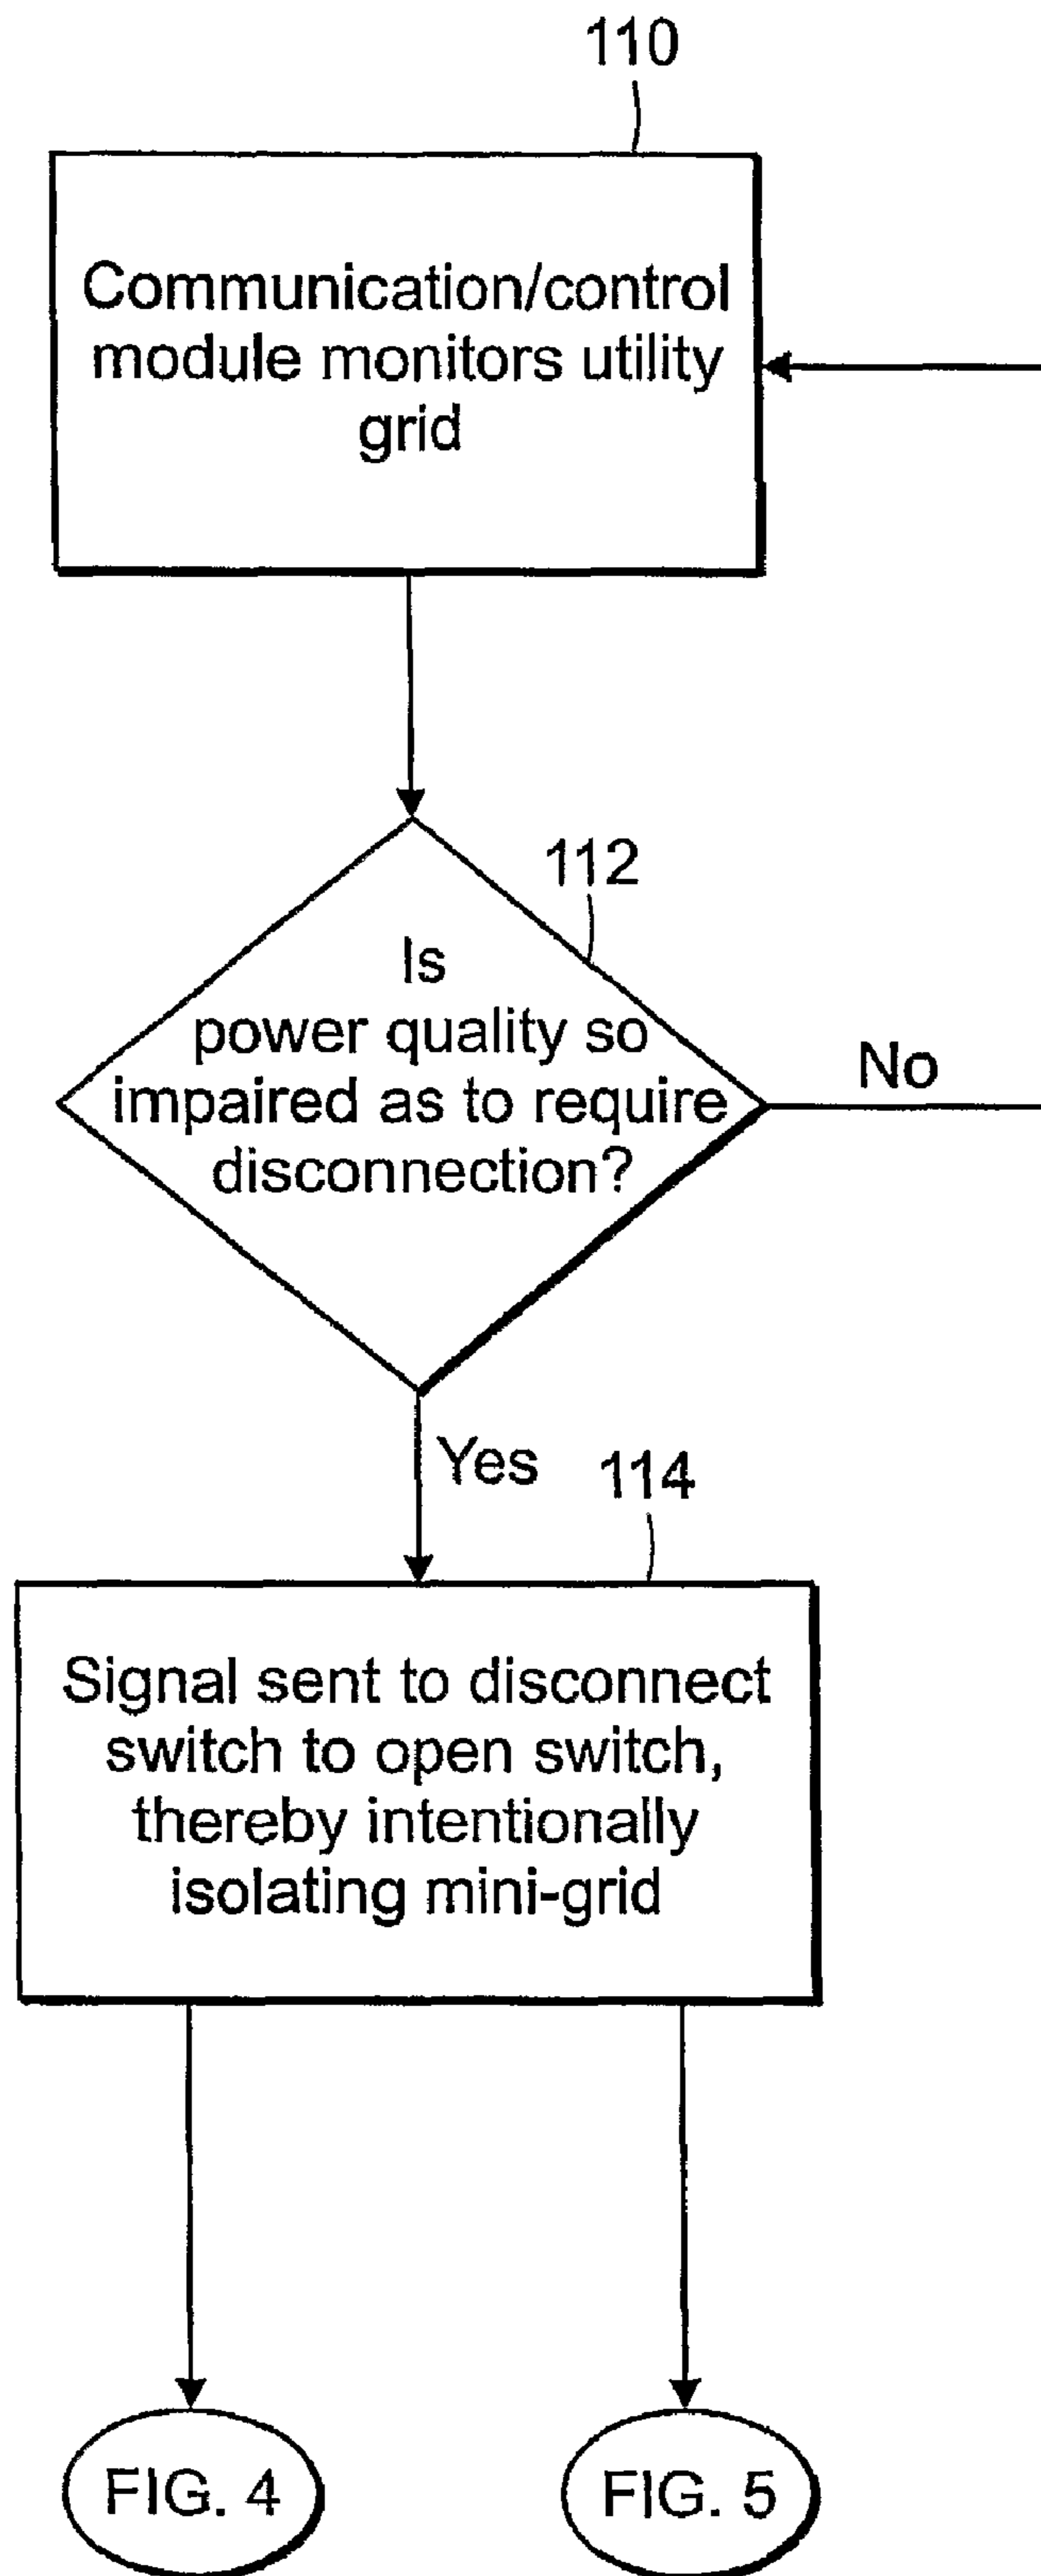 110
Communication/control
module monitors utility
grid
112
Is
power quality so
impaired as to require
disconnection?
No
Yes
114
Signal sent to disconnect
switch to open switch,
thereby intentionally
isolating mini-grid
FIG. 4
FIG. 5